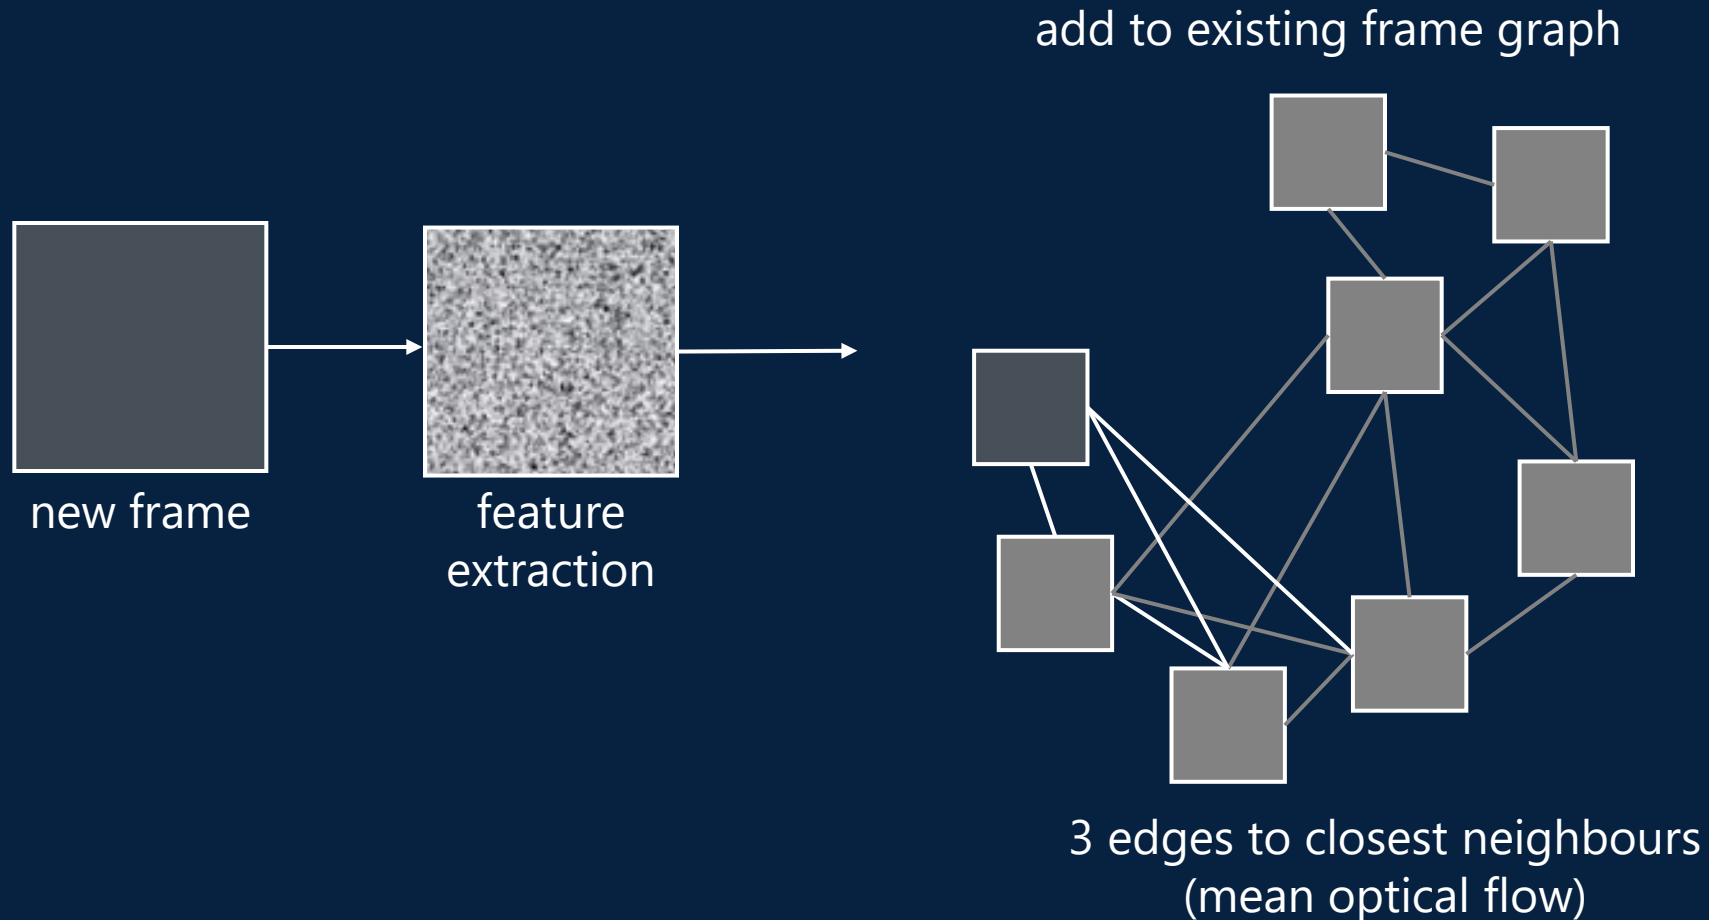 add to existing frame graph
new frame
feature
extraction
3 edges to closest neighbours
(mean optical flow)